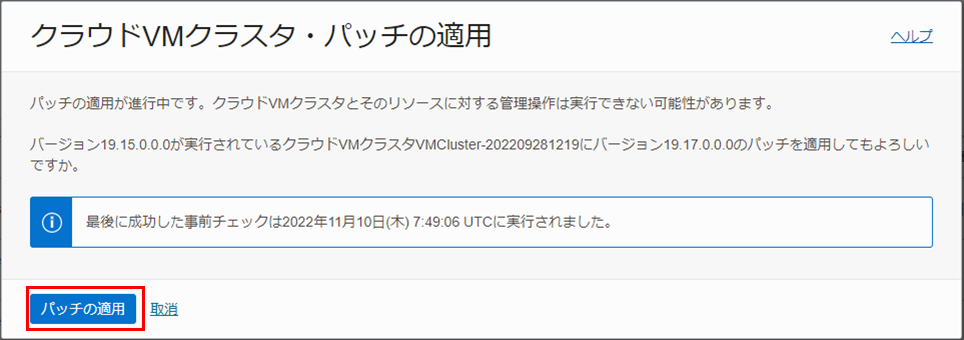 クラウドVMクラスタ・パッチの適用
ヘルプ
パッチの適用が進行中です。クラウドVMクラスタとそのリソースに対する管理操作は実行できない可能性があります。
バージョン19.15.0.0.0が実行されているクラウドVMクラスタVMCluster-202209281219にバージョン19.17.0.0.0のパッチを適用してもよろしい
ですか。
最後に成功した事前チェックは2022年11月10日(木) 7:49:06 UTCに実行されました。
パッチの適用
取消